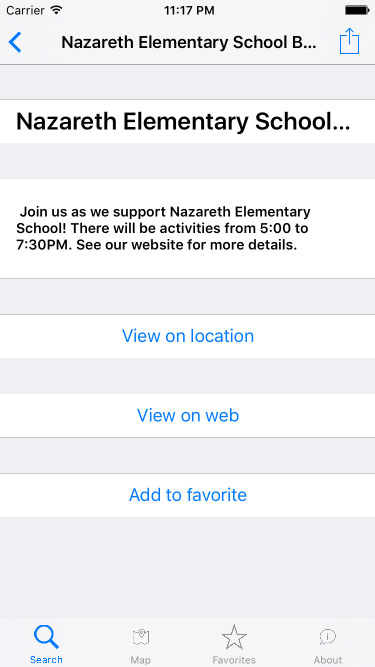 Carrier 11:17 PM
Nazareth Elementary School B...
Nazareth Elementary School...
Join us as we support Nazareth Elementary
School! There will be activities from 5:00 to
7:30PM. See our website for more details.
View on location
View on web
Add to favorite
Search Map Favorites About